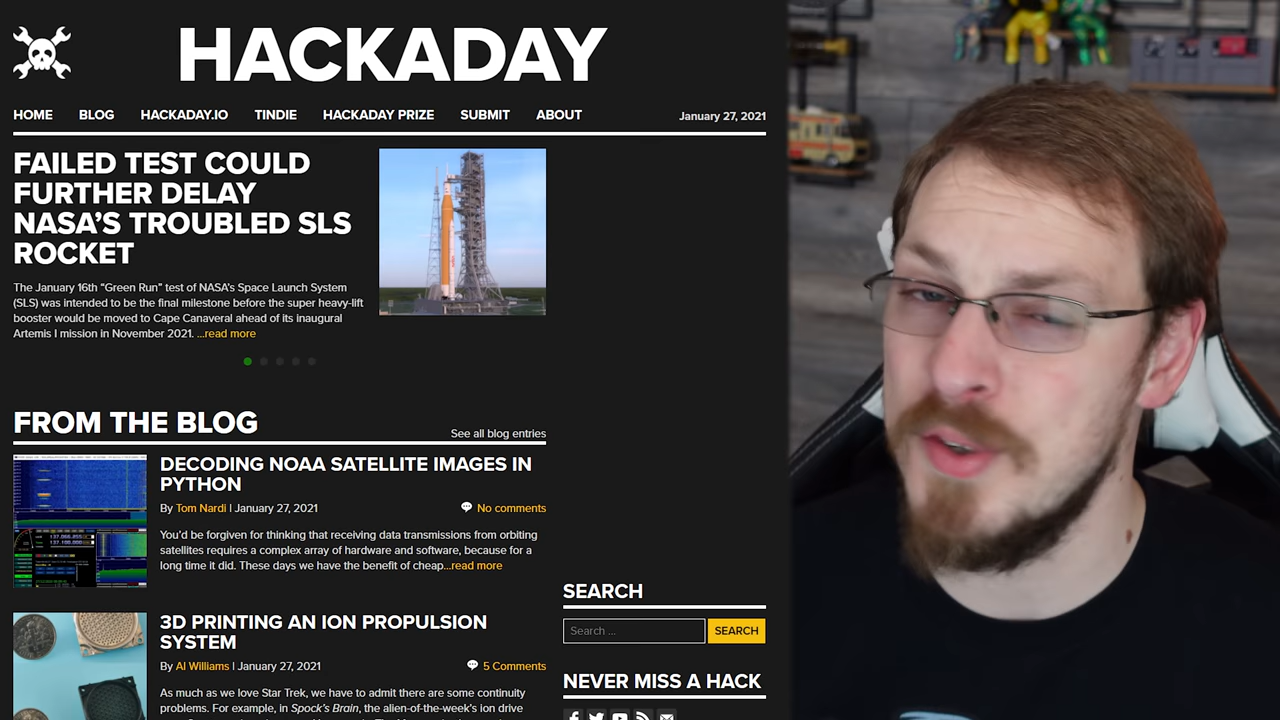 HACKADAY
HOME BLOG HACKADAY.IO TINDIE HACKADAY PRIZE SUBMIT ABOUT January 27, 2021
FAILED TEST COULD
FURTHER DELAY
NASA'S TROUBLED SLS
ROCKET
The January 16th “Green Run” test of NASA's Space Launch System
(SLS) was intended to be the final milestone before the super heavy-lift
booster would be moved to Cape Canaveral ahead of its inaugural
Artemis I mission in November 2021. ...read more
FROM THE BLOG
See all blog entries
DECODING NOAA SATELLITE IMAGES IN
PYTHON
By Tom Nardi | January 27, 2021 No comments
You'd be forgiven for thinking that receiving data transmissions from orbiting
satellites requires a complex array of hardware and software, because for a
long time it did. These days we have the benefit of cheap...read more
3D PRINTING AN ION PROPULSION
SYSTEM
By Al Williams | January 27, 2021 5 Comments
As much as we love Star Trek, we have to admit there are some continuity
problems. For example, in Spock's Brain, the alien-of-the-week's ion drive
SEARCH
Search ... SEARCH
NEVER MISS A HACK